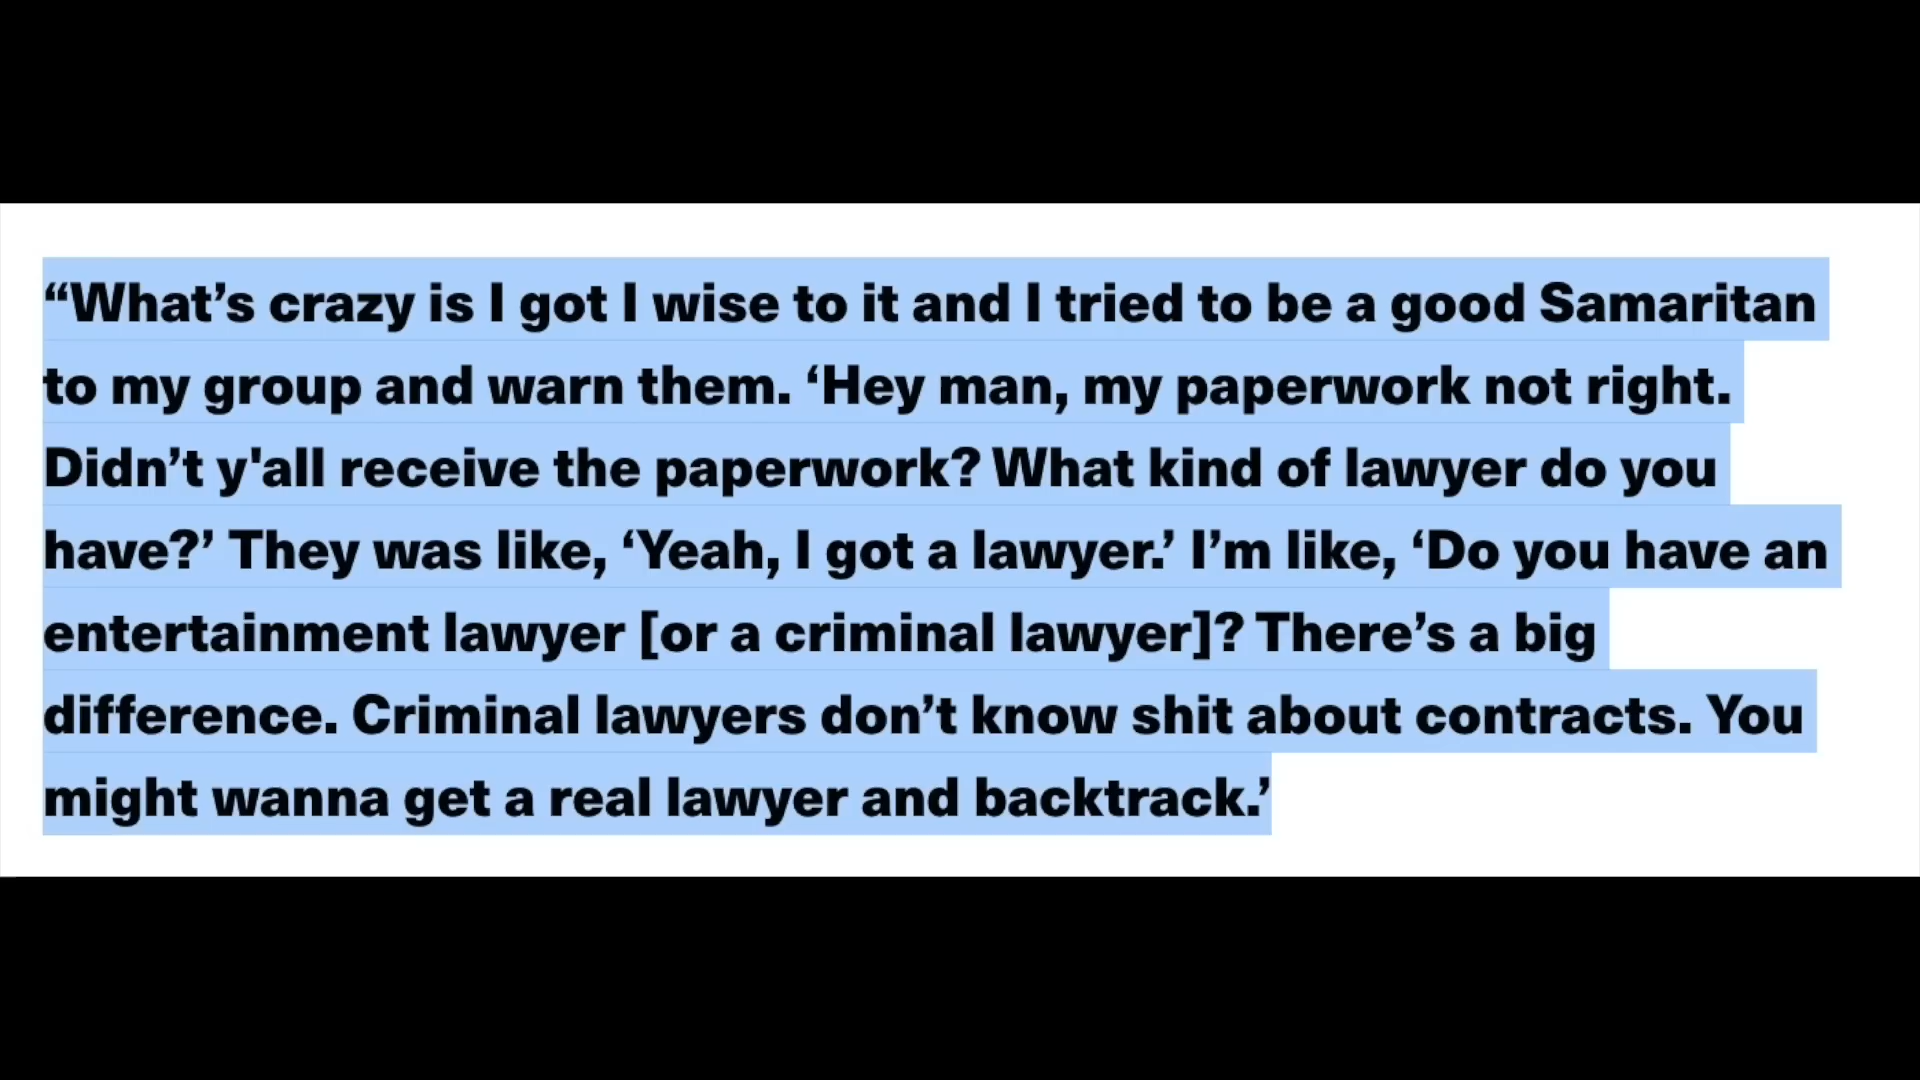 “What’s crazy is I got I wise to it and I tried to be a good Samaritan
to my group and warn them. ‘Hey man, my paperwork not right.
Didn’t y'all receive the paperwork? What kind of lawyer do you
have?’ They was like, ‘Yeah, I got a lawyer.’ I’m like, ‘Do you have an
entertainment lawyer [or a criminal lawyer]? There’s a big
difference. Criminal lawyers don’t know shit about contracts. You
might wanna get a real lawyer and backtrack.’